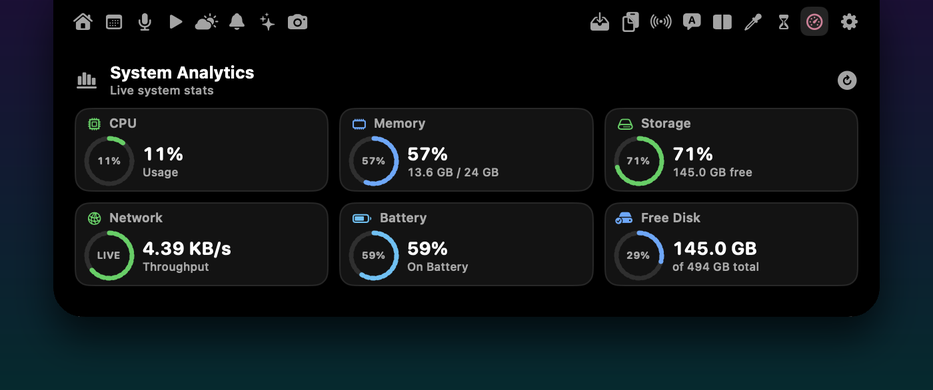 A
System Analytics
Live system stats
CPU
11%
11%
Usage
Memory
57%
57%
13.6 GB / 24 GB
Storage
71%
71%
145.0 GB free
Network
LIVE
4.39 KB/s
Throughput
Battery
59%
59%
On Battery
Free Disk
29%
145.0 GB
of 494 GB total